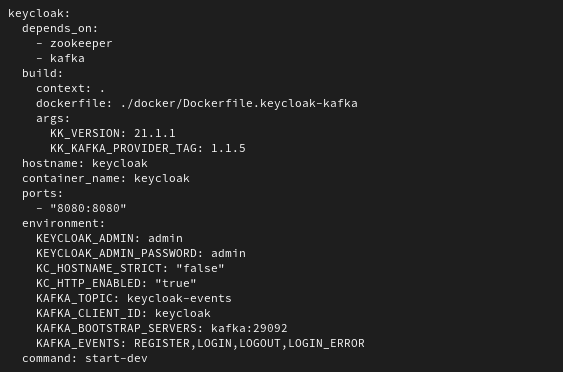 keycloak:
  depends_on:
    - zookeeper
    - kafka
  build:
    context: .
    dockerfile: ./docker/Dockerfile.keycloak-kafka
    args:
      KK_VERSION: 21.1.1
      KK_KAFKA_PROVIDER_TAG: 1.1.5
  hostname: keycloak
  container_name: keycloak
  ports:
    - "8080:8080"
  environment:
    KEYCLOAK_ADMIN: admin
    KEYCLOAK_ADMIN_PASSWORD: admin
    KC_HOSTNAME_STRICT: "false"
    KC_HTTP_ENABLED: "true"
    KAFKA_TOPIC: keycloak-events
    KAFKA_CLIENT_ID: keycloak
    KAFKA_BOOTSTRAP_SERVERS: kafka:29092
    KAFKA_EVENTS: REGISTER,LOGIN,LOGOUT,LOGIN_ERROR
  command: start-dev